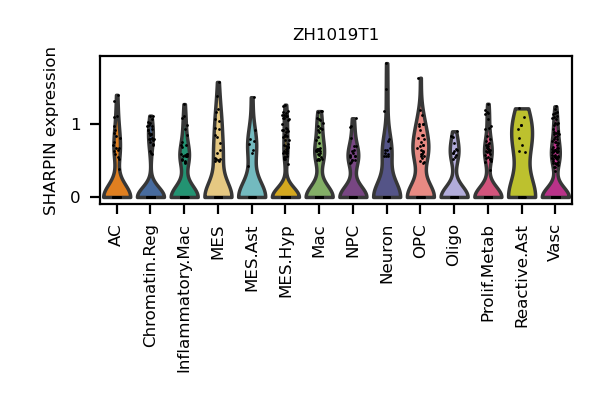 ZH1019T1
SHARPIN expression
1
0
AC
Chromatin.Reg
Inflammatory.Mac
MES
MES.Ast
MES.Hyp
Mac
NPC
Neuron
OPC
Oligo
Prolif.Metab
Reactive.Ast
Vasc